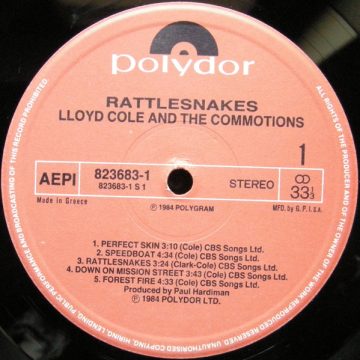 polydor
RATTLESNAKES
LLOYD COLE AND THE COMMOTIONS
1
AEPI
823683-1
823683-1 S 1
STEREO
33 1/3
Made in Greece
MFD. by G. P. I. s.a.
℗ 1984 POLYGRAM
1. PERFECT SKIN 3:10 (Cole) CBS Songs Ltd.
2. SPEEDBOAT 4:34 (Cole) CBS Songs Ltd.
3. RATTLESNAKES 3:24 (Clark-Cole) CBS Songs Ltd.
4. DOWN ON MISSION STREET 3:43 (Cole) CBS Songs Ltd.
5. FOREST FIRE 4:33 (Cole) CBS Songs Ltd.
Produced by Paul Hardiman
℗ 1984 POLYDOR LTD.
ALL RIGHTS OF THE PRODUCER AND OF THE OWNER OF THE WORK REPRODUCED RESERVED. UNAUTHORISED COPYING, HIRING, LENDING, PUBLIC PERFORMANCE AND BROADCASTING OF THIS RECORD PROHIBITED.